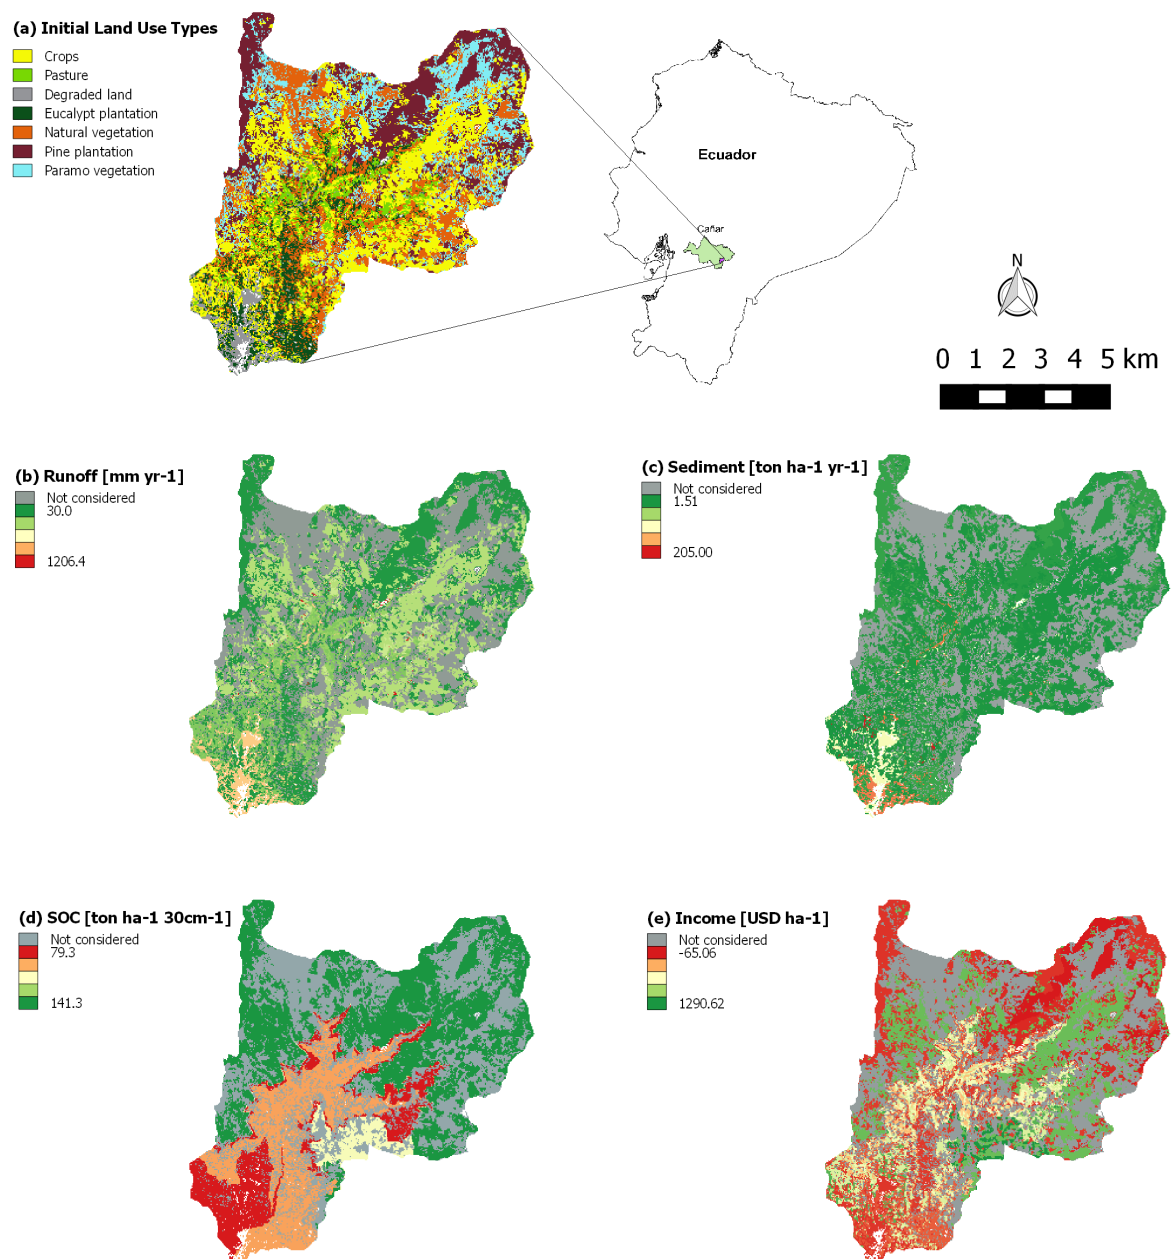 (a) Initial Land Use Types
Crops
Pasture
Degraded land
Eucalypt plantation
Natural vegetation
Pine plantation
Paramo vegetation
Ecuador
Cañar
N
0 1 2 3 4 5 km
(b) Runoff [mm yr-1]
Not considered
30.0
1206.4
(c) Sediment [ton ha-1 yr-1]
Not considered
1.51
205.00
(d) SOC [ton ha-1 30cm-1]
Not considered
79.3
141.3
(e) Income [USD ha-1]
Not considered
-65.06
1290.62